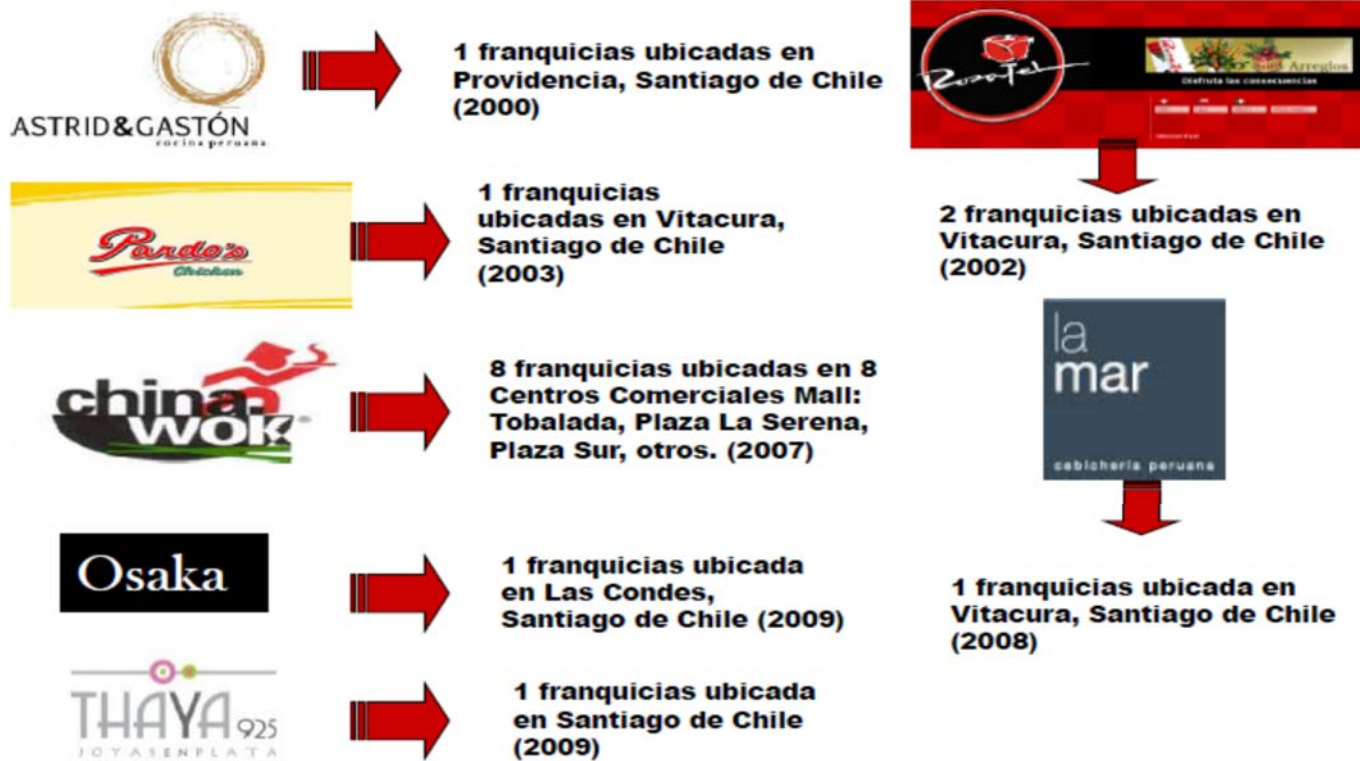 ASTRID&GASTÓN
cocina peruana
1 franquicias ubicadas en
Providencia, Santiago de Chile
(2000)
Pardo's
Chicken
1 franquicias
ubicadas en Vitacura,
Santiago de Chile
(2003)
china
wok®
8 franquicias ubicadas en 8
Centros Comerciales Mall:
Tobalada, Plaza La Serena,
Plaza Sur, otros. (2007)
Osaka
1 franquicias ubicada
en Las Condes,
Santiago de Chile (2009)
THAYA 925
JOYASENPLATA
1 franquicias ubicada
en Santiago de Chile
(2009)
RosaTel
Arreglos
Disfruta las consecuencias
2 franquicias ubicadas en
Vitacura, Santiago de Chile
(2002)
la
mar
cebichería peruana
1 franquicias ubicada en
Vitacura, Santiago de Chile
(2008)